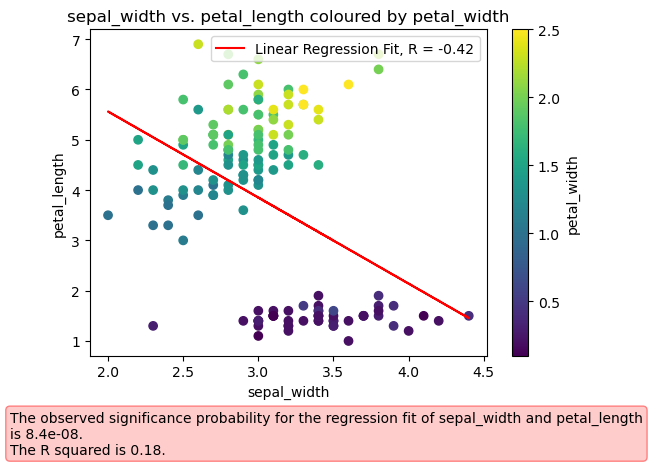 sepal_width vs. petal_length coloured by petal_width
Linear Regression Fit, R = -0.42
7
6
5
4
3
2
1
petal_length
2.0 2.5 3.0 3.5 4.0 4.5
sepal_width
2.5
2.0
1.5
1.0
0.5
petal_width
The observed significance probability for the regression fit of sepal_width and petal_length
is 8.4e-08.
The R squared is 0.18.